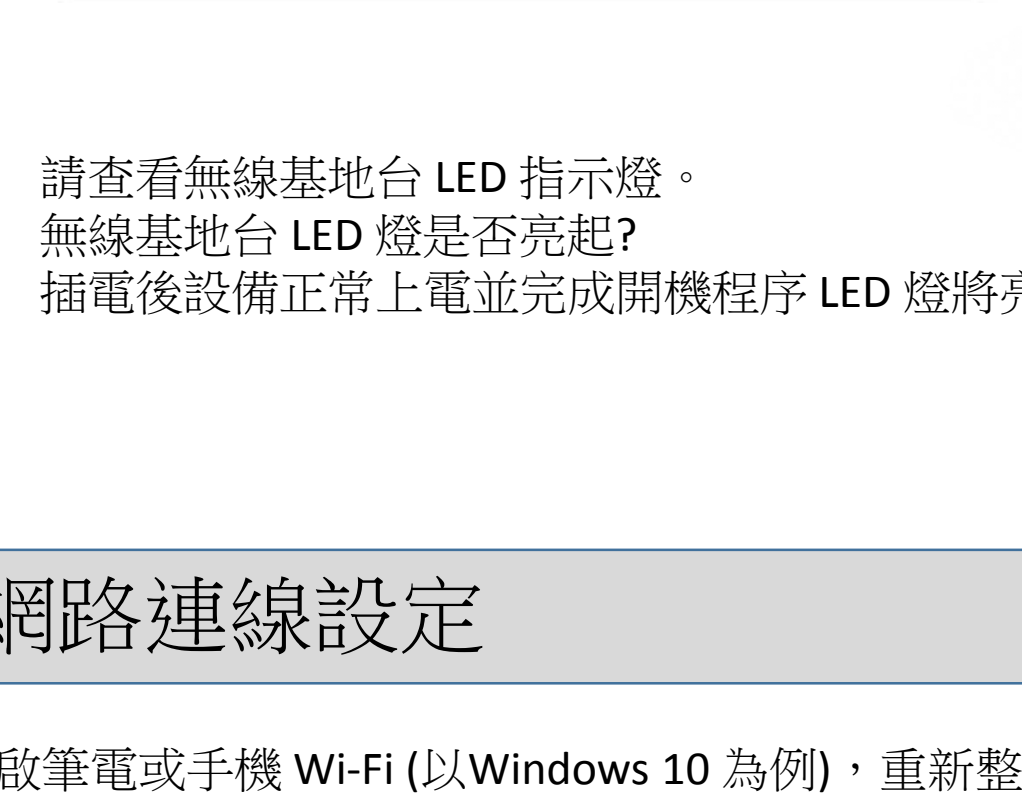 請查看無線基地台 LED 指示燈。
無線基地台 LED 燈是否亮起?
插電後設備正常上電並完成開機程序 LED 燈將亮
網路連線設定
啟筆電或手機 Wi-Fi (以Windows 10 為例)，重新整